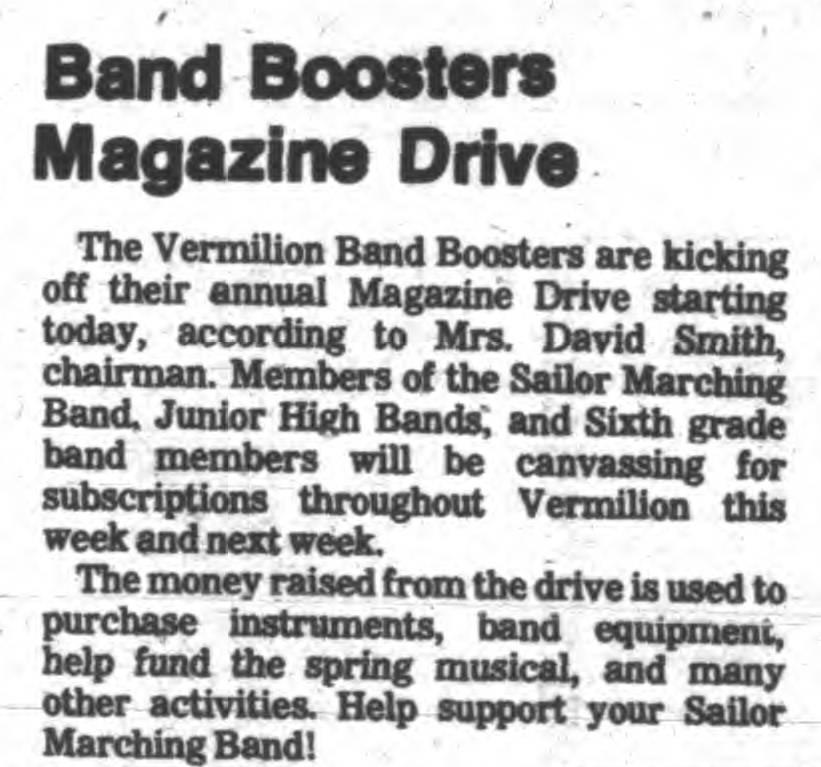 Band Boosters
Magazine Drive
The Vermilion Band Boosters are kicking
off their annual Magazine Drive starting
today, according to Mrs. David Smith,
chairman. Members of the Sailor Marching
Band, Junior High Bands, and Sixth grade
band members will be canvassing for
subscriptions throughout Vermilion this
week and next week.
The money raised from the drive is used to
purchase instruments, band equipment,
help fund the spring musical, and many
other activities. Help support your Sailor
Marching Band!